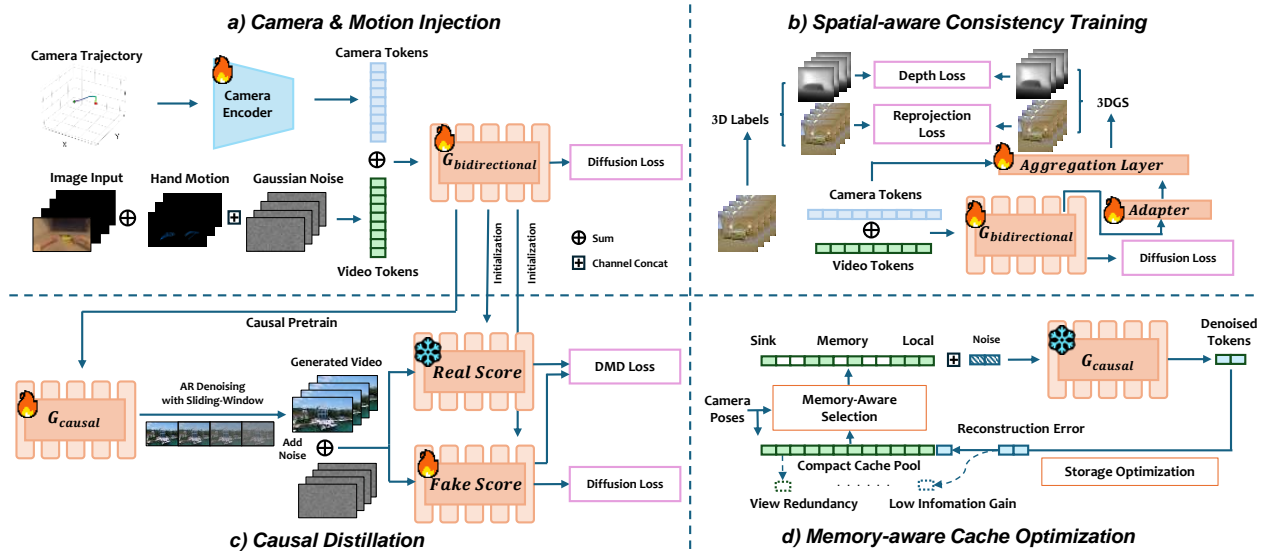 a) Camera & Motion Injection
Camera Trajectory
X
Y
Camera
Encoder
Camera Tokens
Image Input
Hand Motion
Gaussian Noise
Video Tokens
G_bidirectional
Diffusion Loss
Initialization
Initialization
Sum
Channel Concat
b) Spatial-aware Consistency Training
3D Labels
Depth Loss
Reprojection
Loss
3DGS
Aggregation Layer
Camera Tokens
Adapter
G_bidirectional
Video Tokens
Diffusion Loss
Causal Pretrain
G_causal
AR Denoising
with Sliding-Window
Generated Video
Add
Noise
Real Score
DMD Loss
Fake Score
Diffusion Loss
c) Causal Distillation
Sink
Memory
Local
Noise
G_causal
Denoised
Tokens
Camera
Poses
Memory-Aware
Selection
Reconstruction Error
Compact Cache Pool
Storage Optimization
. . . . . .
View Redundancy
Low Infomation Gain
d) Memory-aware Cache Optimization